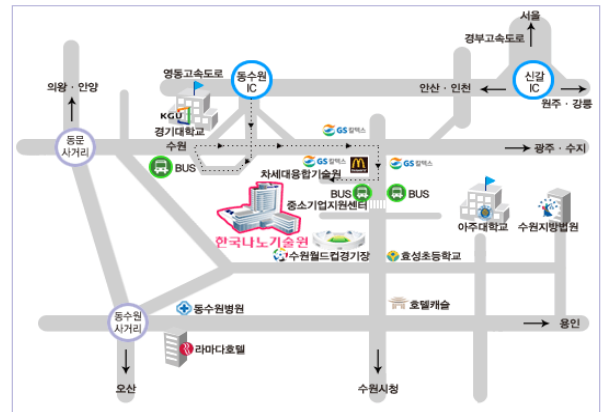 서울
경부고속도로
영동고속도로
동수원
IC
신갈
IC
의왕 · 안양
안산 · 인천
원주 · 강릉
KGU
경기대학교
수원
동문
사거리
GS 칼텍스
광주 · 수지
BUS
GS 칼텍스
GS 칼텍스
차세대융합기술원
BUS
BUS
중소기업지원센터
한국나노기술원
아주대학교
수원지방법원
수원월드컵경기장
효성초등학교
동수원병원
호텔캐슬
동수원
사거리
용인
라마다호텔
오산
수원시청